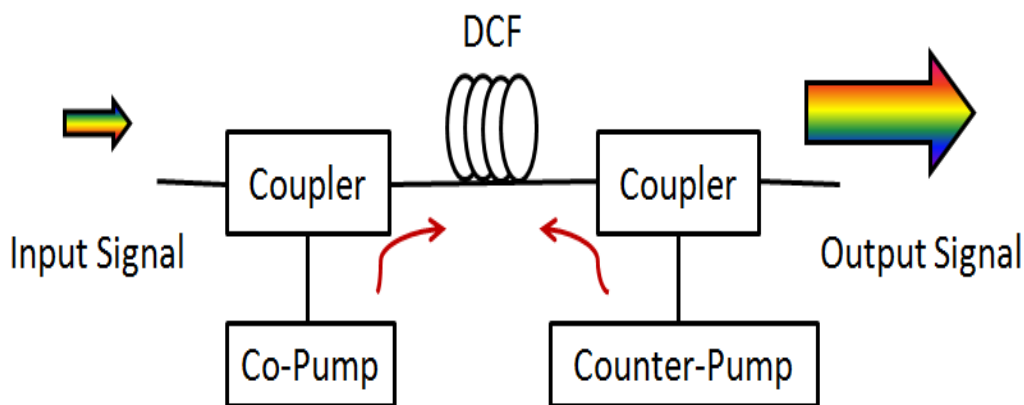 DCF
Coupler
Coupler
Input Signal
Output Signal
Co-Pump
Counter-Pump